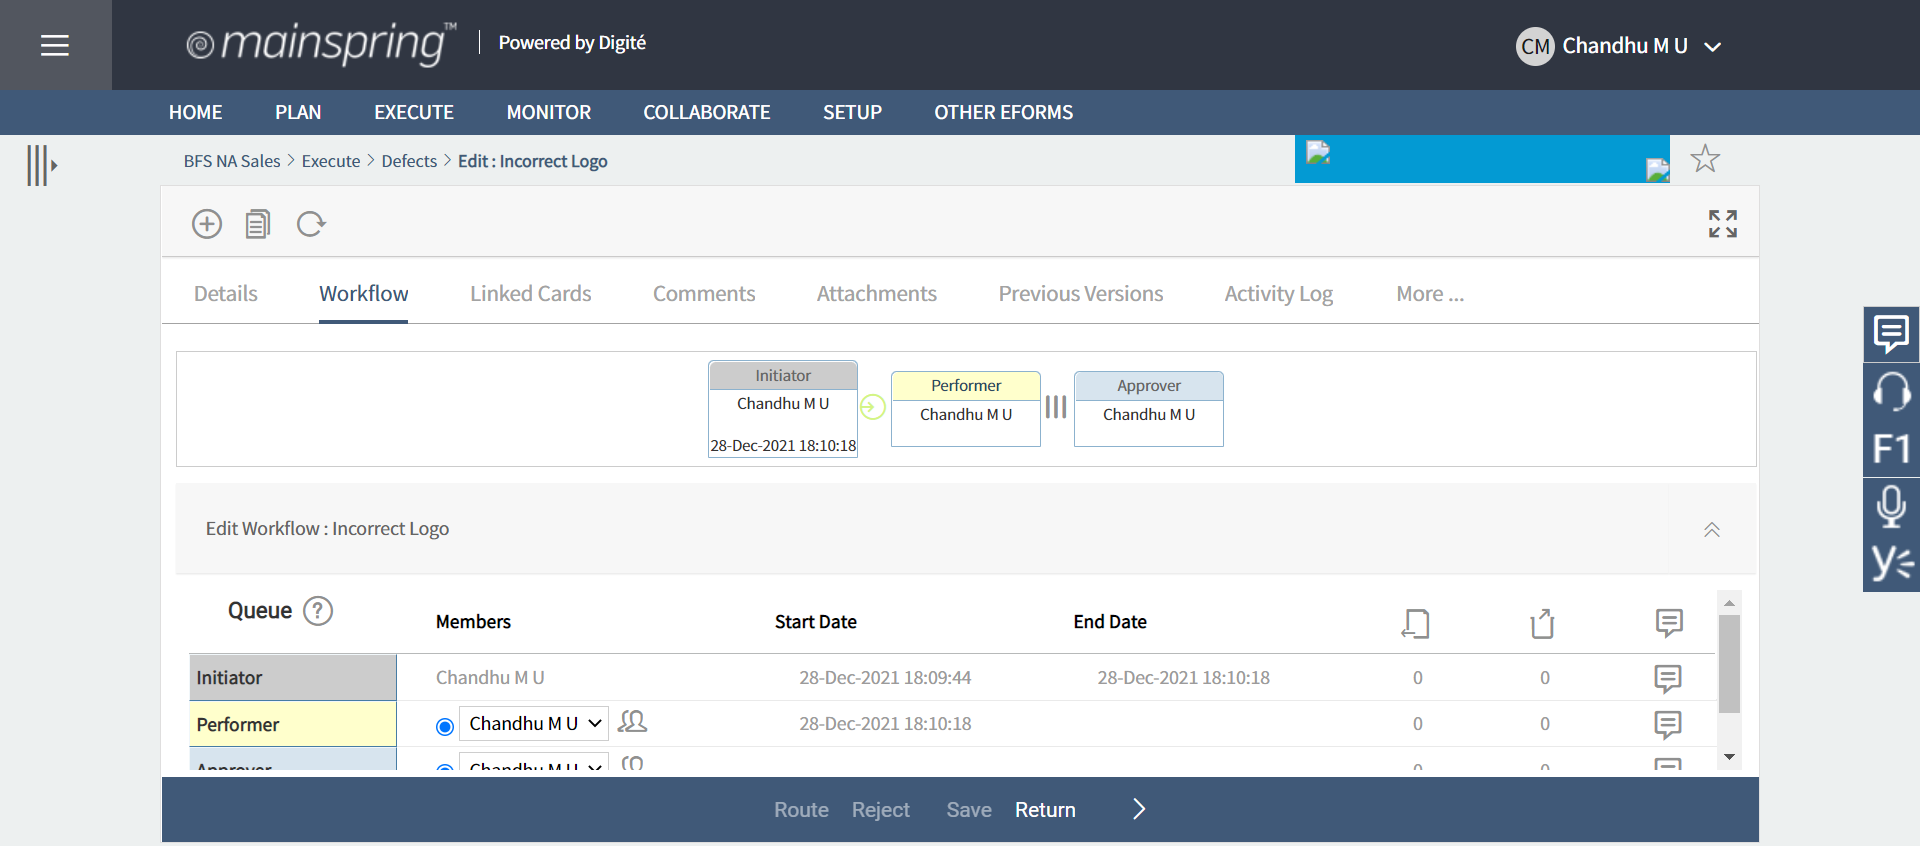 mainspring™ Powered by Digité
CM Chandhu M U
HOME PLAN EXECUTE MONITOR COLLABORATE SETUP OTHER EFORMS
BFS NA Sales > Execute > Defects > Edit : Incorrect Logo
Details Workflow Linked Cards Comments Attachments Previous Versions Activity Log More ...
Initiator
Chandhu M U
28-Dec-2021 18:10:18
Performer
Chandhu M U
Approver
Chandhu M U
F1
Edit Workflow : Incorrect Logo
Queue ? Members Start Date End Date
Initiator Chandhu M U 28-Dec-2021 18:09:44 28-Dec-2021 18:10:18 0 0
Performer Chandhu M U 28-Dec-2021 18:10:18 0 0
Approver Chandhu M U 0 0
Route Reject Save Return